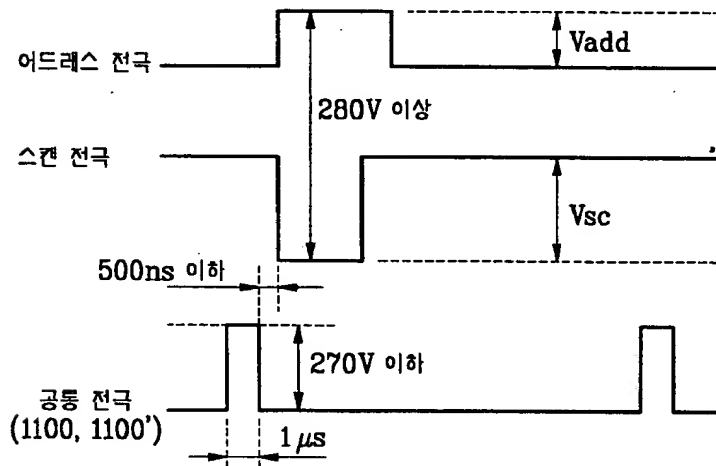 Vadd
어드레스 전극
280V 이상
스캔 전극
Vsc
500ns 이하
270V 이하
공통 전극
(1100, 1100')
1μs